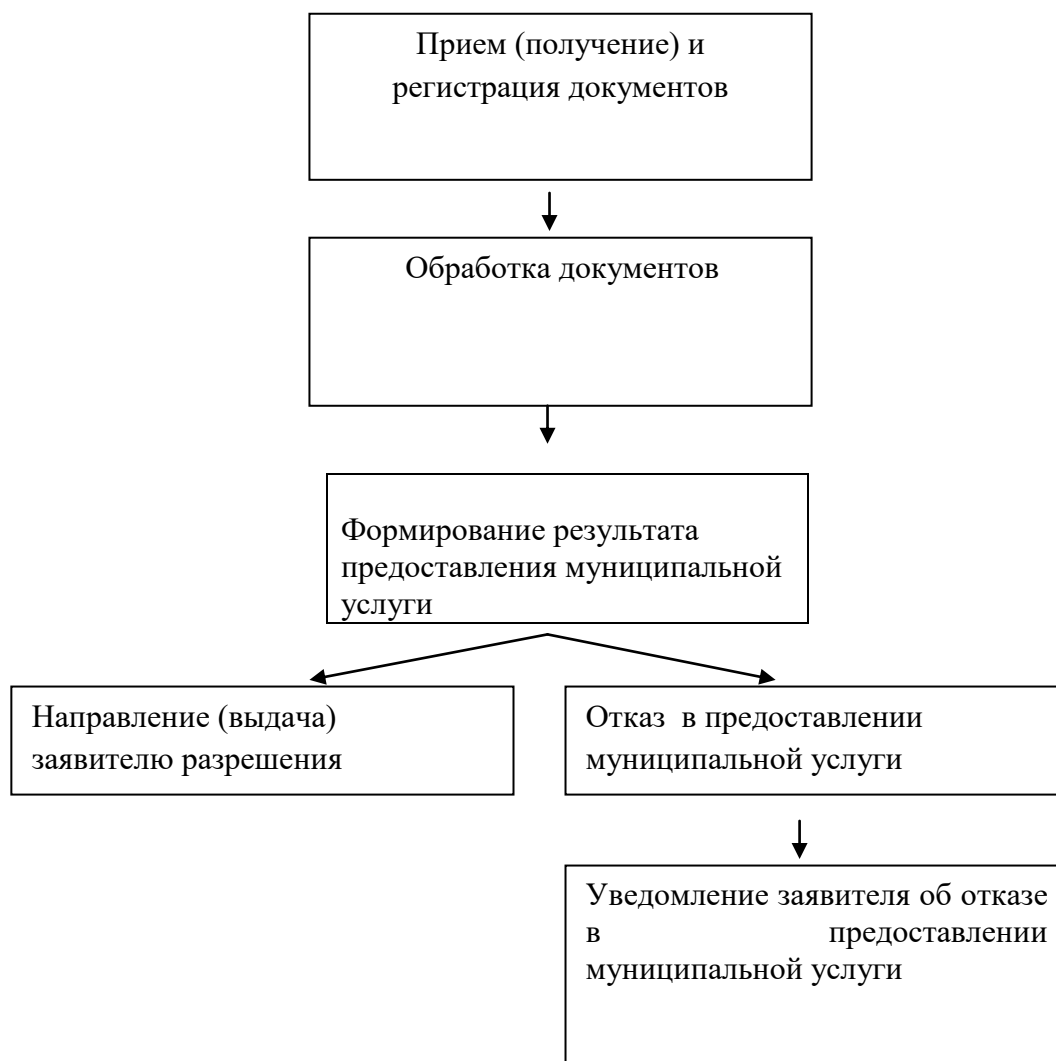 Прием (получение) и
регистрация документов
Обработка документов
Формирование результата
предоставления муниципальной
услуги
Направление (выдача)
заявителю разрешения
Отказ в предоставлении
муниципальной услуги
Уведомление заявителя об отказе
в предоставлении
муниципальной услуги